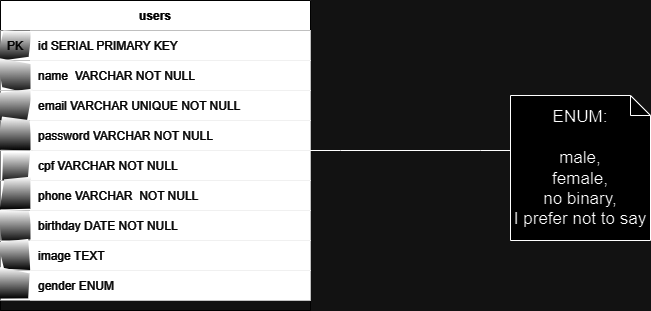 users
PK id SERIAL PRIMARY KEY
name VARCHAR NOT NULL
email VARCHAR UNIQUE NOT NULL
password VARCHAR NOT NULL
cpf VARCHAR NOT NULL
phone VARCHAR NOT NULL
birthday DATE NOT NULL
image TEXT
gender ENUM
ENUM:
male,
female,
no binary,
I prefer not to say